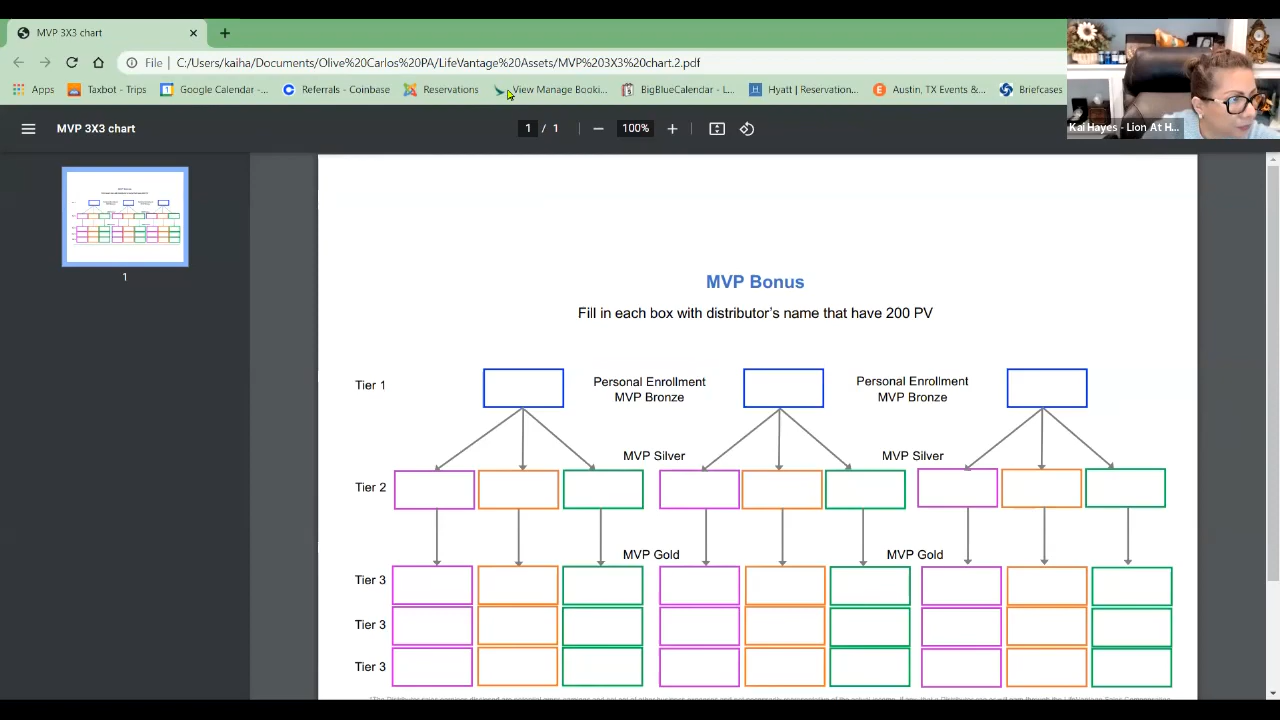 MVP 3X3 chart
File
C:/Users/kaiha/Documents/Olive%20
/LifeVantage%20Assets/MVP%203X3%20chart.2.pdf
Apps
Taxbot - Trips
Google Calendar -...
Referrals - Coinbase
Reservations
View Manage Booki...
BigBlueCalendar - L...
Hyatt | Reservation...
Austin, TX Events &...
Briefcases
MVP 3X3 chart
1 / 1
100%
Kai Hayes - Lion At H...
1
MVP Bonus
Fill in each box with distributor's name that have 200 PV
Tier 1
Personal Enrollment
MVP Bronze
Personal Enrollment
MVP Bronze
MVP Silver
MVP Silver
Tier 2
MVP Gold
MVP Gold
Tier 3
Tier 3
Tier 3